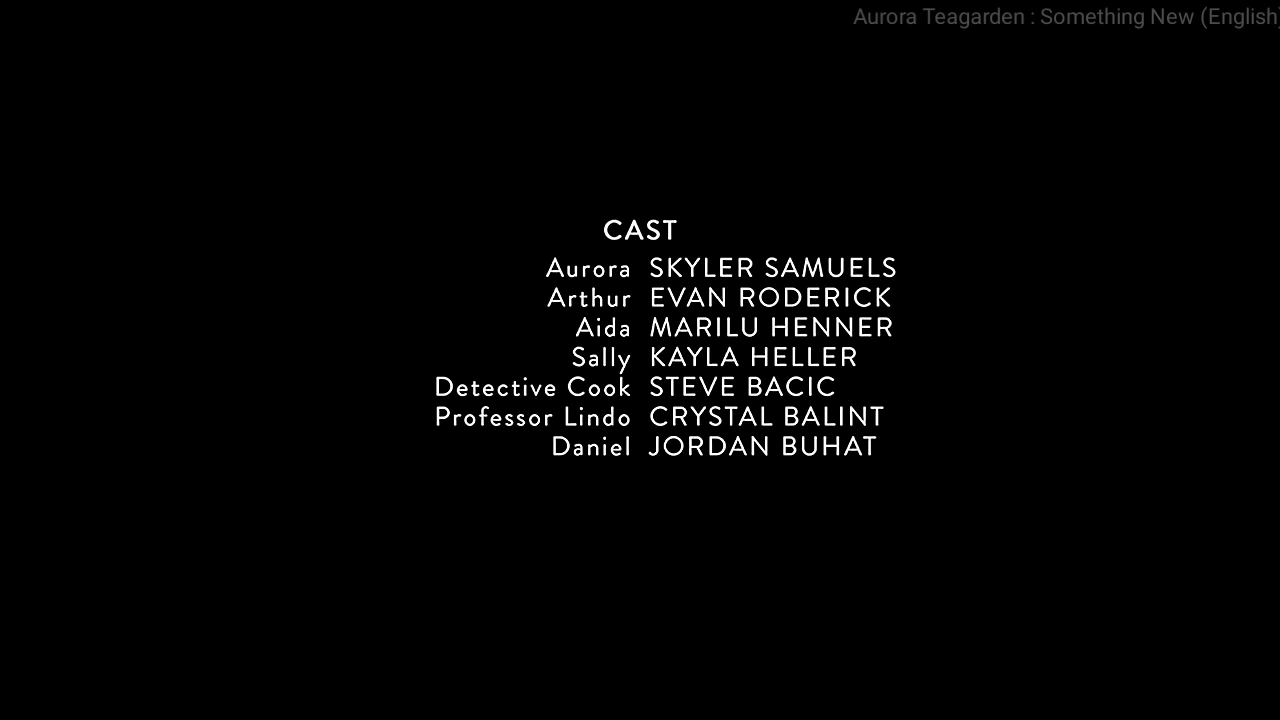 Aurora Teagarden : Something New (English)
CAST
Aurora SKYLER SAMUELS
Arthur EVAN RODERICK
Aida MARILU HENNER
Sally KAYLA HELLER
Detective Cook STEVE BACIC
Professor Lindo CRYSTAL BALINT
Daniel JORDAN BUHAT